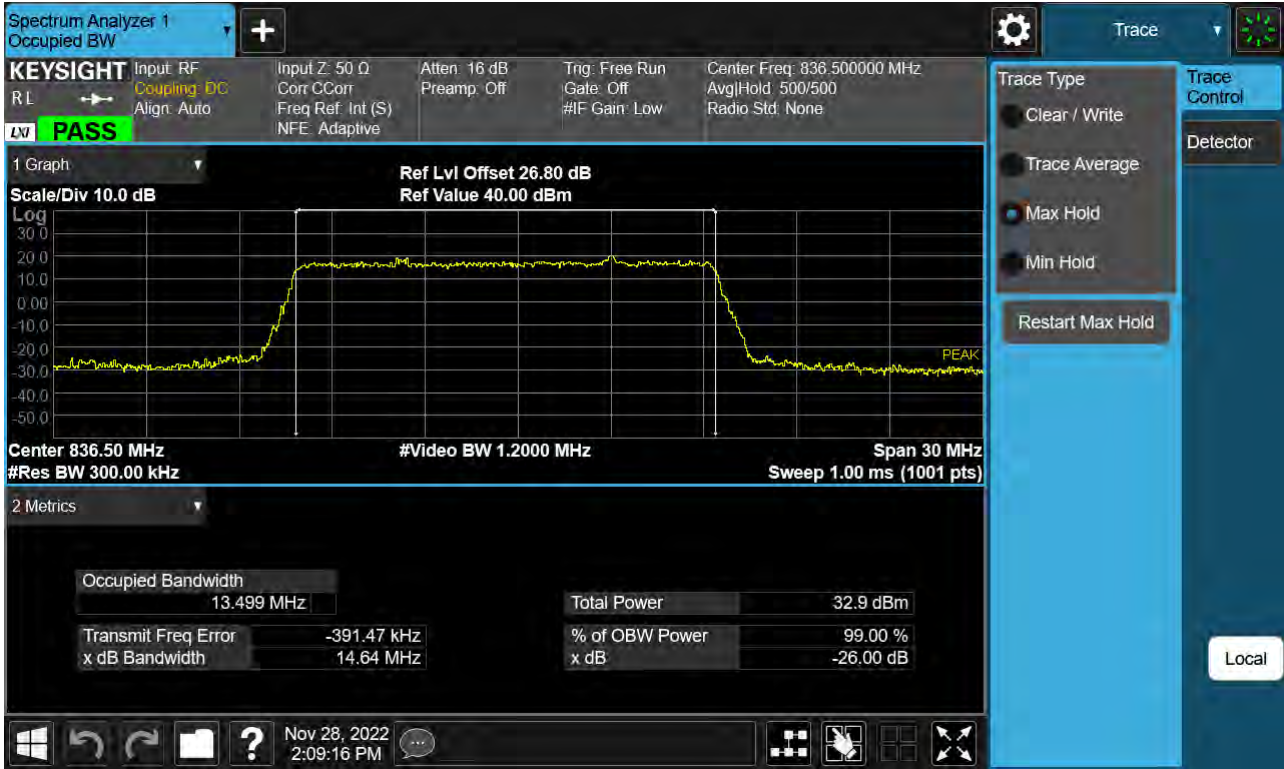 Spectrum Analyzer 1
Occupied BW
Trace
KEYSIGHT
RL
LXI
PASS
Input: RF
Coupling: DC
Align: Auto
Input Z: 50 Ω
Corr CCorr
Freq Ref: Int (S)
NFE: Adaptive
Atten: 16 dB
Preamp: Off
Trig: Free Run
Gate: Off
#IF Gain: Low
Center Freq: 836.500000 MHz
Avg|Hold: 500/500
Radio Std: None
1 Graph
Scale/Div 10.0 dB
Ref Lvl Offset 26.80 dB
Ref Value 40.00 dBm
Log
30.0
20.0
10.0
0.00
-10.0
-20.0
-30.0
-40.0
-50.0
PEAK
Center 836.50 MHz
#Video BW 1.2000 MHz
Span 30 MHz
#Res BW 300.00 kHz
Sweep 1.00 ms (1001 pts)
2 Metrics
Occupied Bandwidth
13.499 MHz
Total Power 32.9 dBm
Transmit Freq Error -391.47 kHz
% of OBW Power 99.00 %
x dB Bandwidth 14.64 MHz
x dB -26.00 dB
Trace Type
Clear / Write
Trace Average
Max Hold
Min Hold
Restart Max Hold
Trace
Control
Detector
Local
Nov 28, 2022
2:09:16 PM